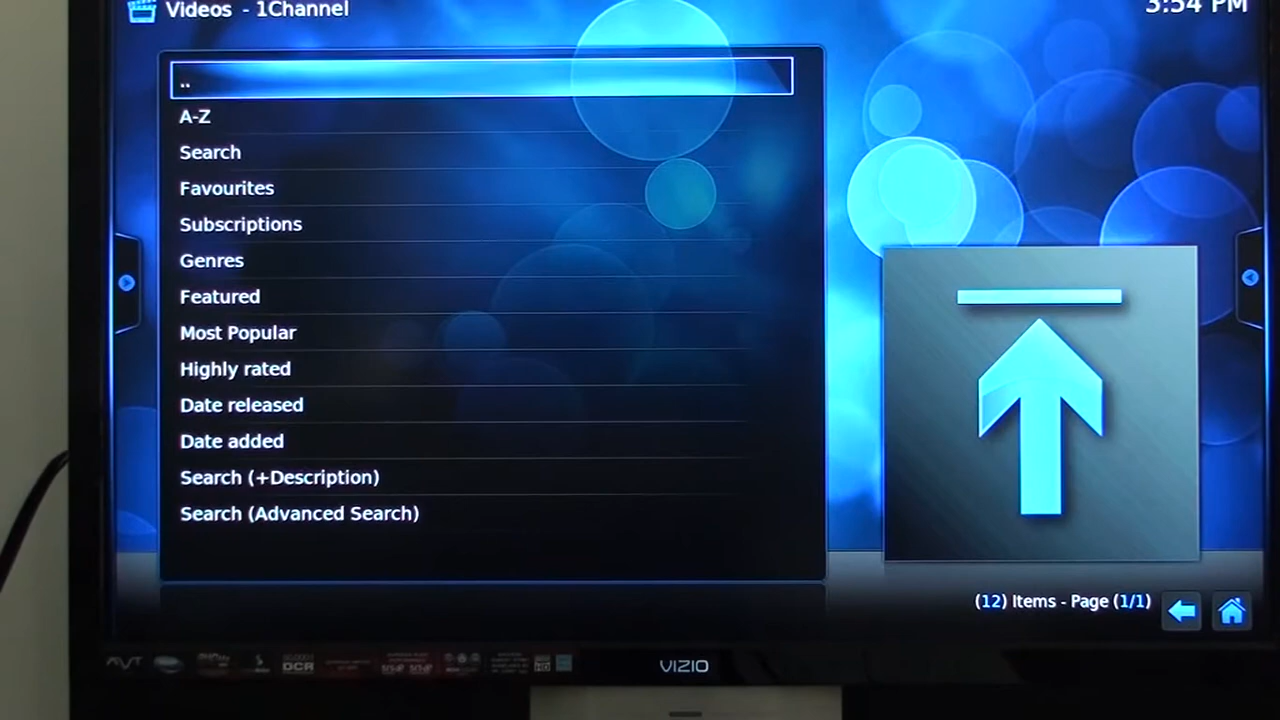 Videos - 1Channel
3:54 PM
..
A-Z
Search
Favourites
Subscriptions
Genres
Featured
Most Popular
Highly rated
Date released
Date added
Search (+Description)
Search (Advanced Search)
(12) Items - Page (1/1)
DCR
VIZIO